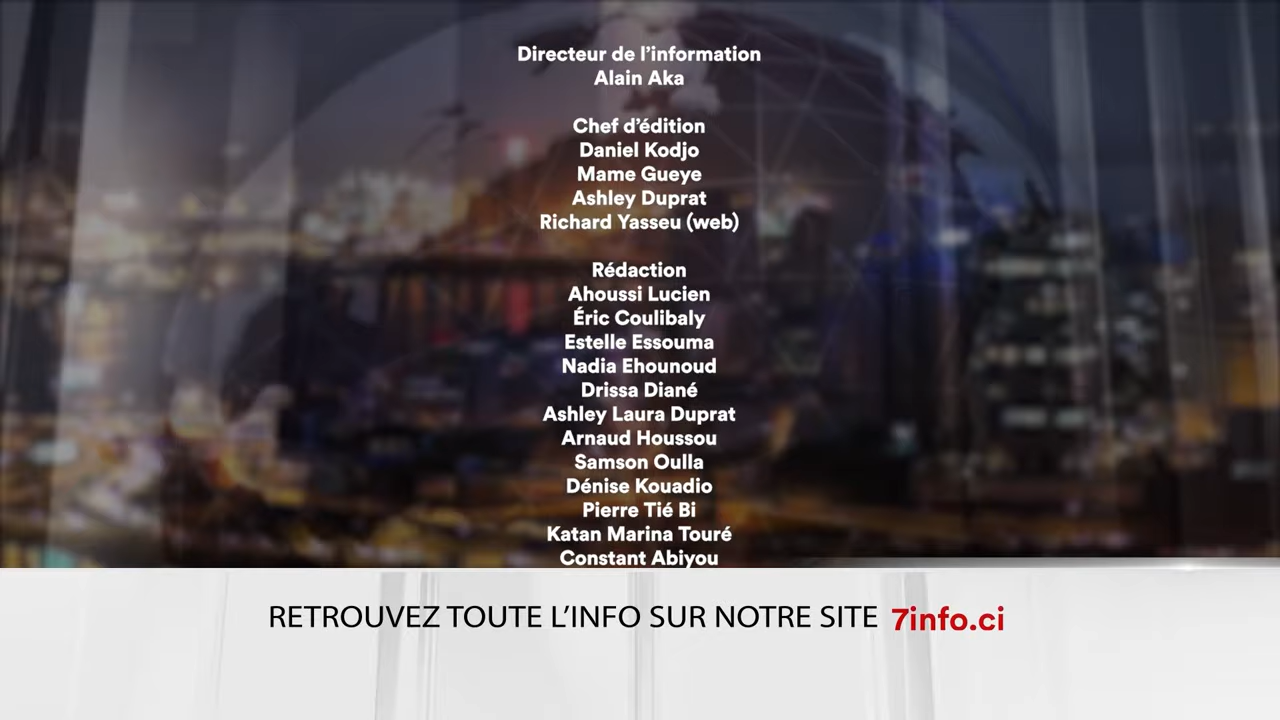 Directeur de l’information
Alain Aka
Chef d’édition
Daniel Kodjo
Mame Gueye
Ashley Duprat
Richard Yasseu (web)
Rédaction
Ahoussi Lucien
Éric Coulibaly
Estelle Essouma
Nadia Ehounoud
Drissa Diané
Ashley Laura Duprat
Arnaud Houssou
Samson Oulla
Dénise Kouadio
Pierre Tié Bi
Katan Marina Touré
Constant Abiyou
RETROUVEZ TOUTE L’INFO SUR NOTRE SITE 7info.ci